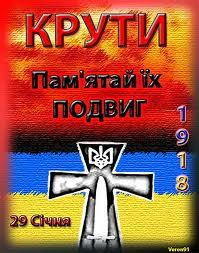 КРУТИ
Пам'ятай їх
ПОДВИГ
1918
29 Січня
Veron91